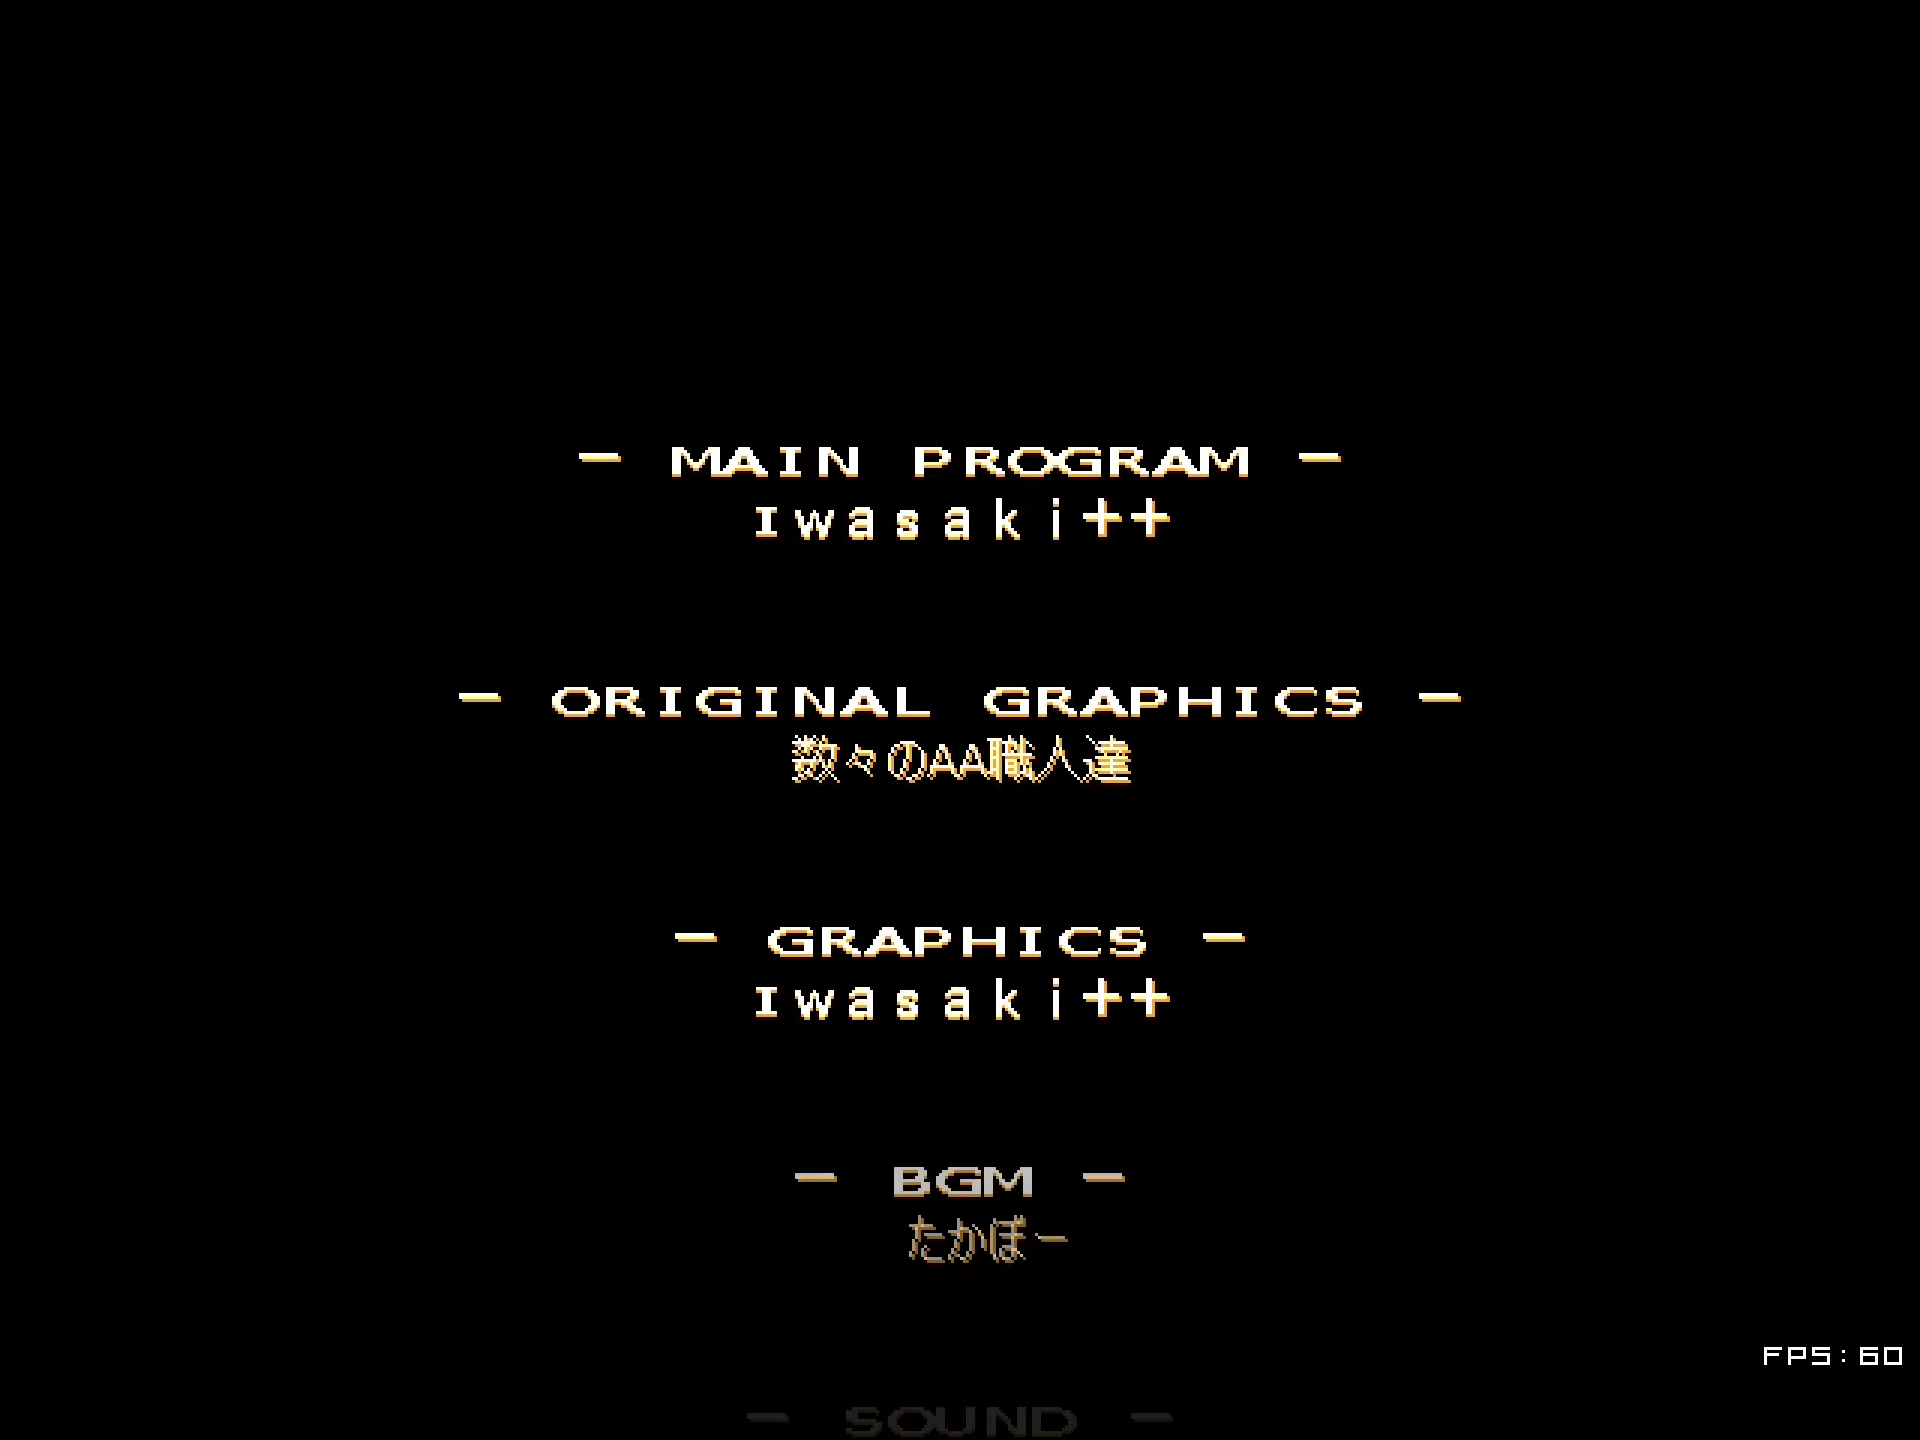 - MAIN PROGRAM -
Iwasaki++
- ORIGINAL GRAPHICS -
数々のAA職人達
- GRAPHICS -
Iwasaki++
- BGM -
たかぼー
FPS:60
- SOUND -